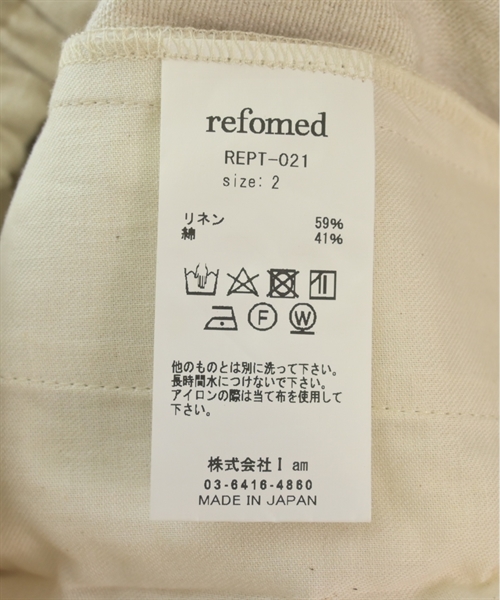 refomed
REPT-021
size: 2
リネン 59%
綿 41%
F W
他のものとは別に洗って下さい。
長時間水につけないで下さい。
アイロンの際は当て布を使用して
下さい。
株式会社I am
03-6416-4860
MADE IN JAPAN